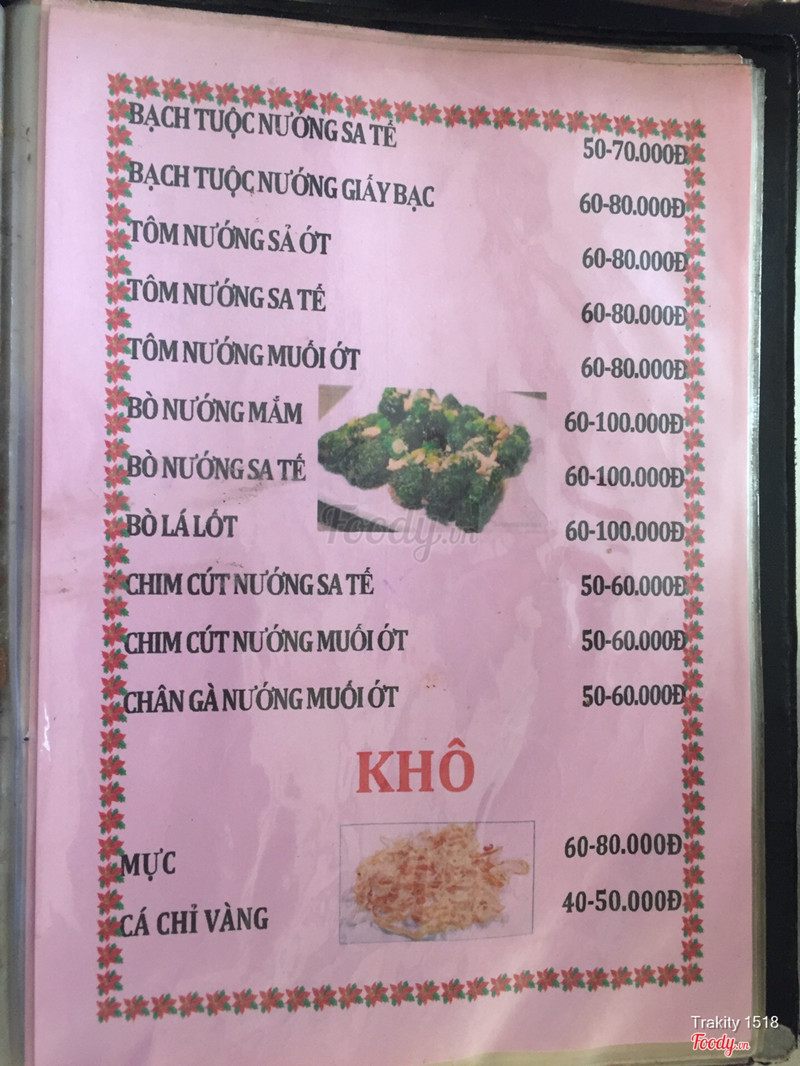 BẠCH TUỘC NƯỚNG SA TẾ 50-70.000Đ
BẠCH TUỘC NƯỚNG GIẤY BẠC 60-80.000Đ
TÔM NƯỚNG SẢ ỚT 60-80.000Đ
TÔM NƯỚNG SA TẾ 60-80.000Đ
TÔM NƯỚNG MUỐI ỚT 60-80.000Đ
BÒ NƯỚNG MẮM 60-100.000Đ
BÒ NƯỚNG SA TẾ 60-100.000Đ
BÒ LÁ LỐT 60-100.000Đ
Foody.vn
CHIM CÚT NƯỚNG SA TẾ 50-60.000Đ
CHIM CÚT NƯỚNG MUỐI ỚT 50-60.000Đ
CHÂN GÀ NƯỚNG MUỐI ỚT 50-60.000Đ
KHÔ
MỰC 60-80.000Đ
CÁ CHỈ VÀNG 40-50.000Đ
Trakity 1518
Foody.vn